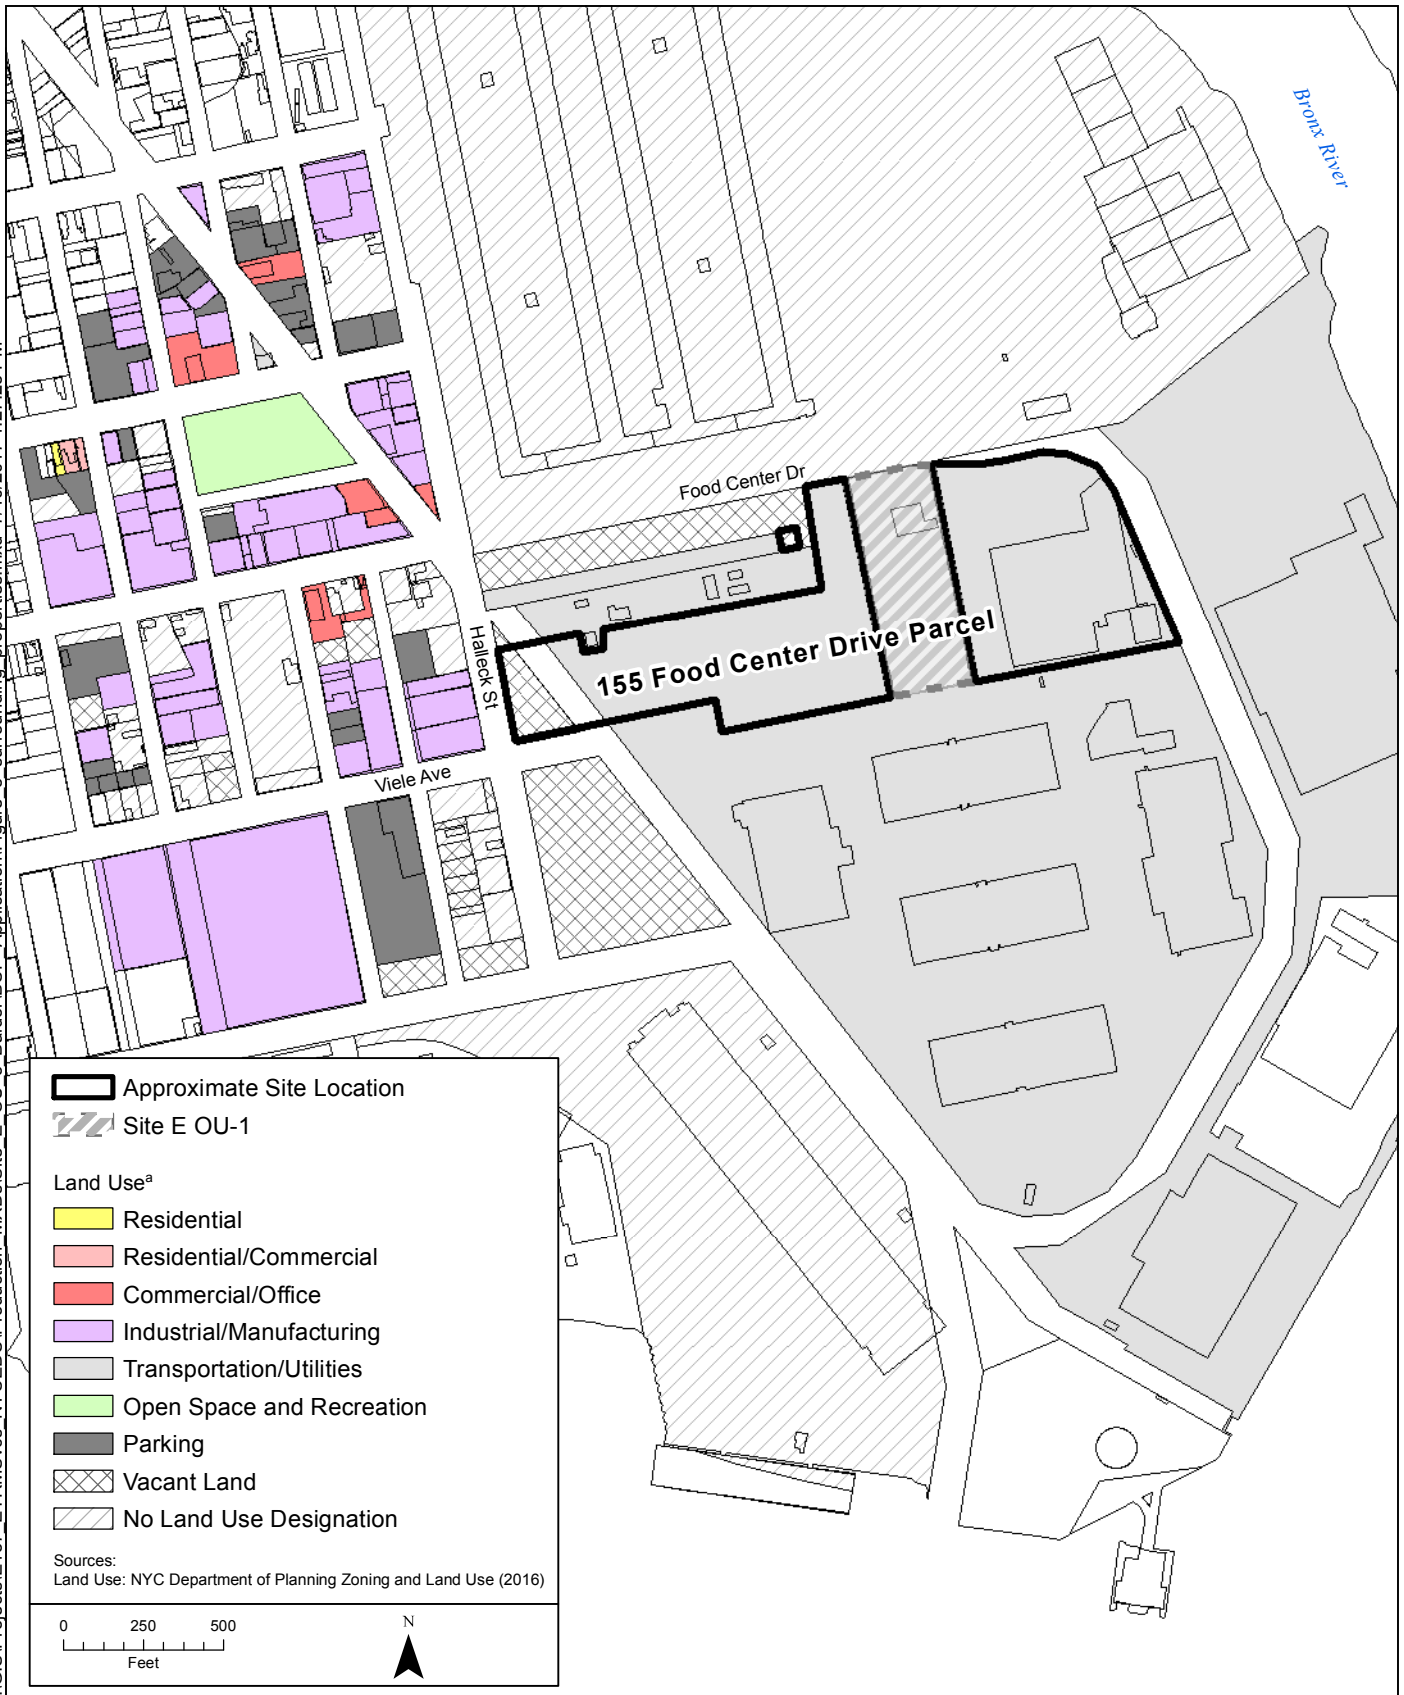 Bronx River
Food Center Dr
155 Food Center Drive Parcel
Halleck St
Viele Ave
Approximate Site Location
Site E OU-1
Land Useᵃ
Residential
Residential/Commercial
Commercial/Office
Industrial/Manufacturing
Transportation/Utilities
Open Space and Recreation
Parking
Vacant Land
No Land Use Designation
Sources:
Land Use: NYC Department of Planning Zoning and Land Use (2016)
0 250 500
Feet
N